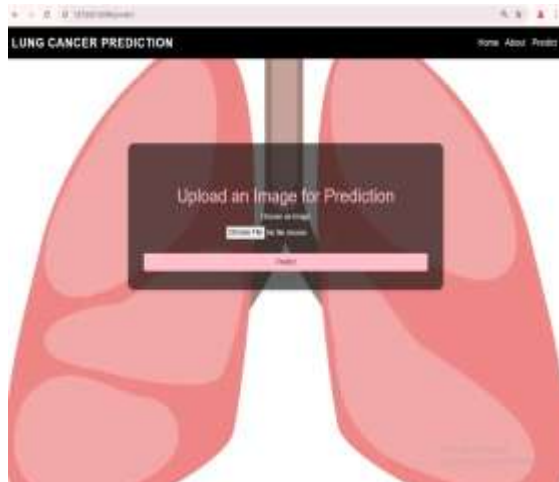 LUNG CANCER PREDICTION
Home About Predict
Upload an Image for Prediction
Choose an image
Choose File No file chosen
Predict